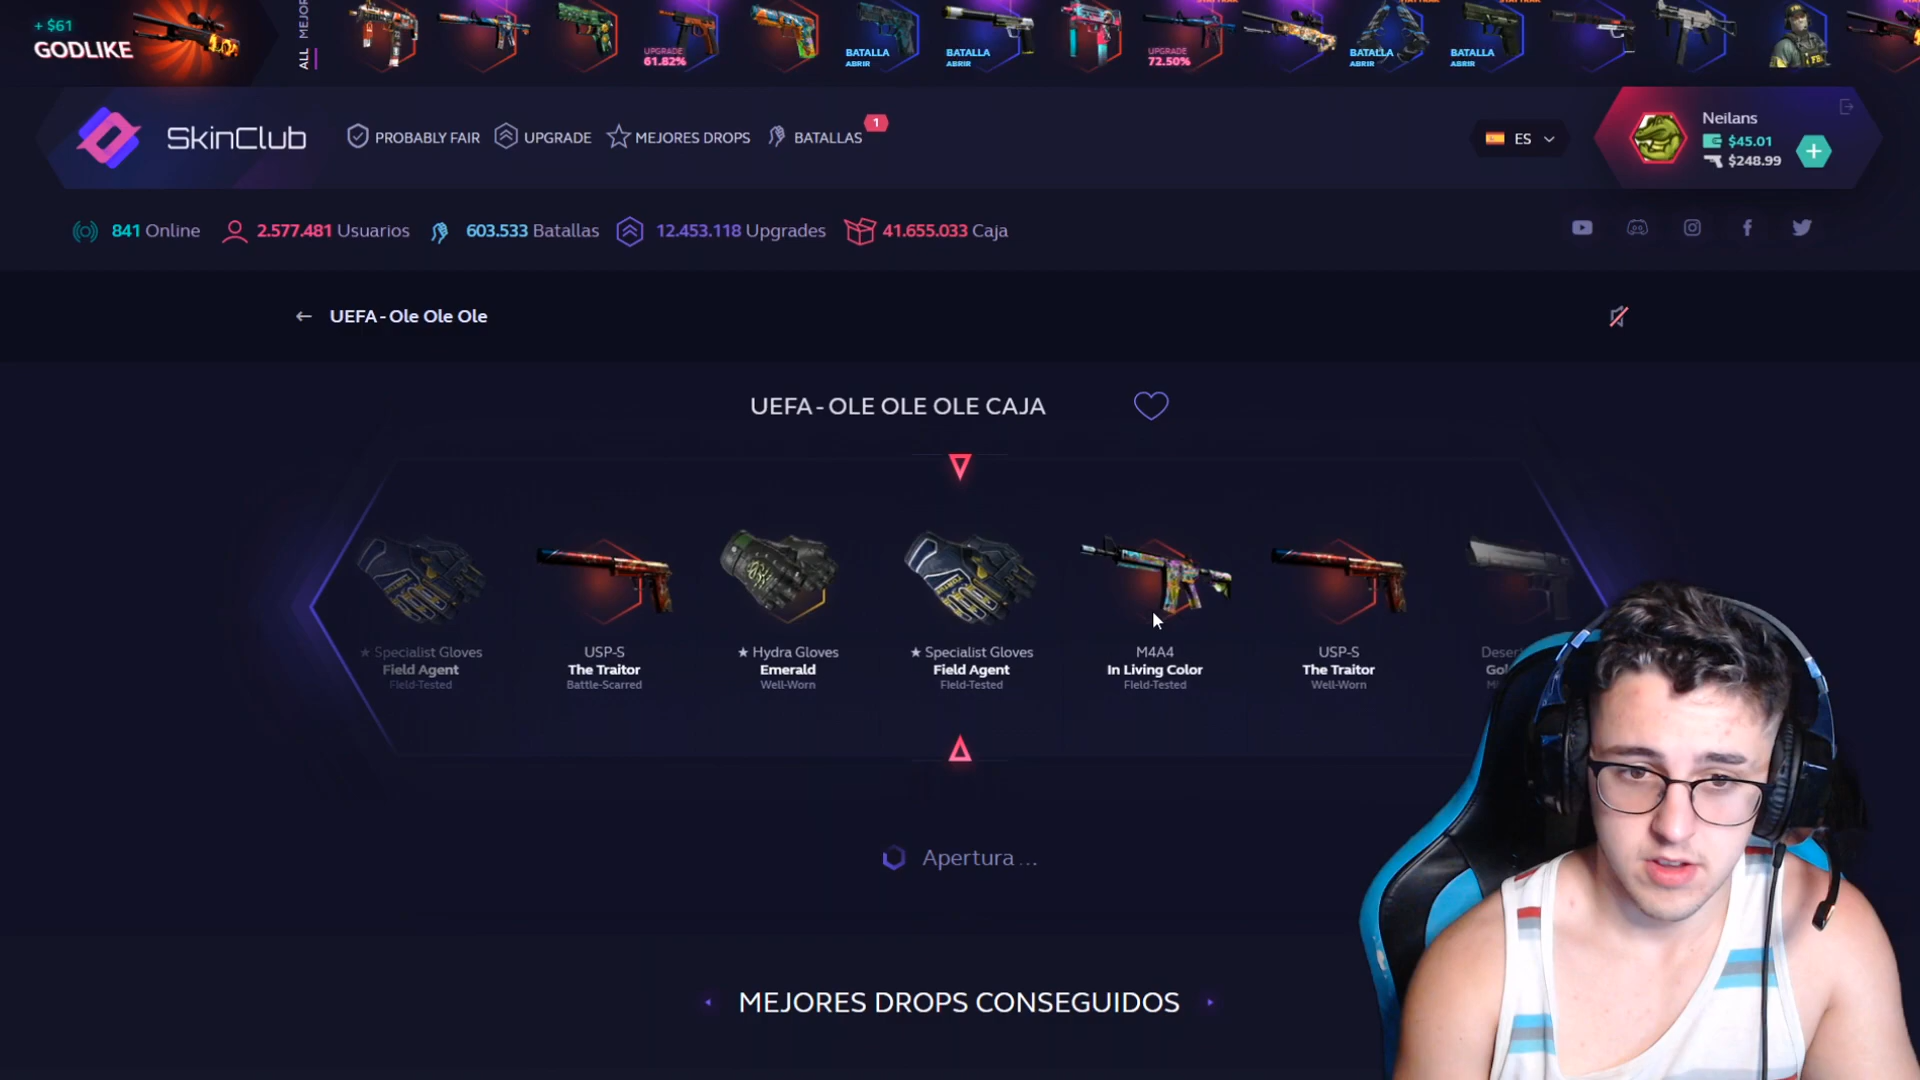 + $61
GODLIKE
ALL MEJOR
UPGRADE
61.82%
BATALLA
ABRIR
BATALLA
ABRIR
UPGRADE
72.50%
BATALLA
ABRIR
BATALLA
ABRIR
SkinClub
PROBABLY FAIR
UPGRADE
MEJORES DROPS
BATALLAS
1
ES
Neilans
$45.01
$248.99
841 Online
2.577.481 Usuarios
603.533 Batallas
12.453.118 Upgrades
41.655.033 Caja
← UEFA - Ole Ole Ole
UEFA - OLE OLE OLE CAJA
★ Specialist Gloves
Field Agent
Field-Tested
USP-S
The Traitor
Battle-Scarred
★ Hydra Gloves
Emerald
Well-Worn
★ Specialist Gloves
Field Agent
Field-Tested
M4A4
In Living Color
Field-Tested
USP-S
The Traitor
Well-Worn
Apertura ...
MEJORES DROPS CONSEGUIDOS